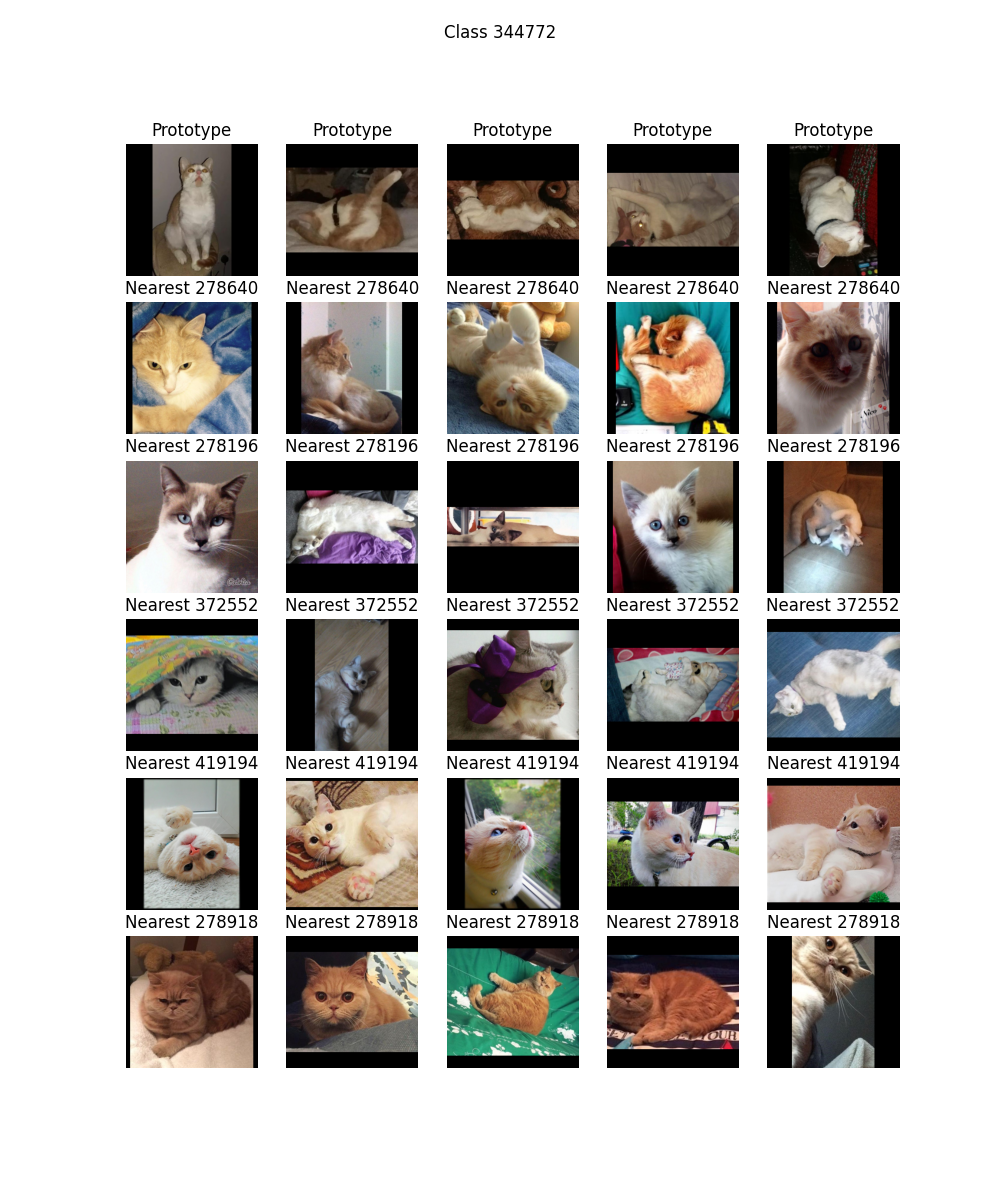 Class 344772
Prototype Prototype Prototype Prototype Prototype
Nearest 278640 Nearest 278640 Nearest 278640 Nearest 278640 Nearest 278640
Nearest 278196 Nearest 278196 Nearest 278196 Nearest 278196 Nearest 278196
Nearest 372552 Nearest 372552 Nearest 372552 Nearest 372552 Nearest 372552
Nearest 419194 Nearest 419194 Nearest 419194 Nearest 419194 Nearest 419194
Nearest 278918 Nearest 278918 Nearest 278918 Nearest 278918 Nearest 278918